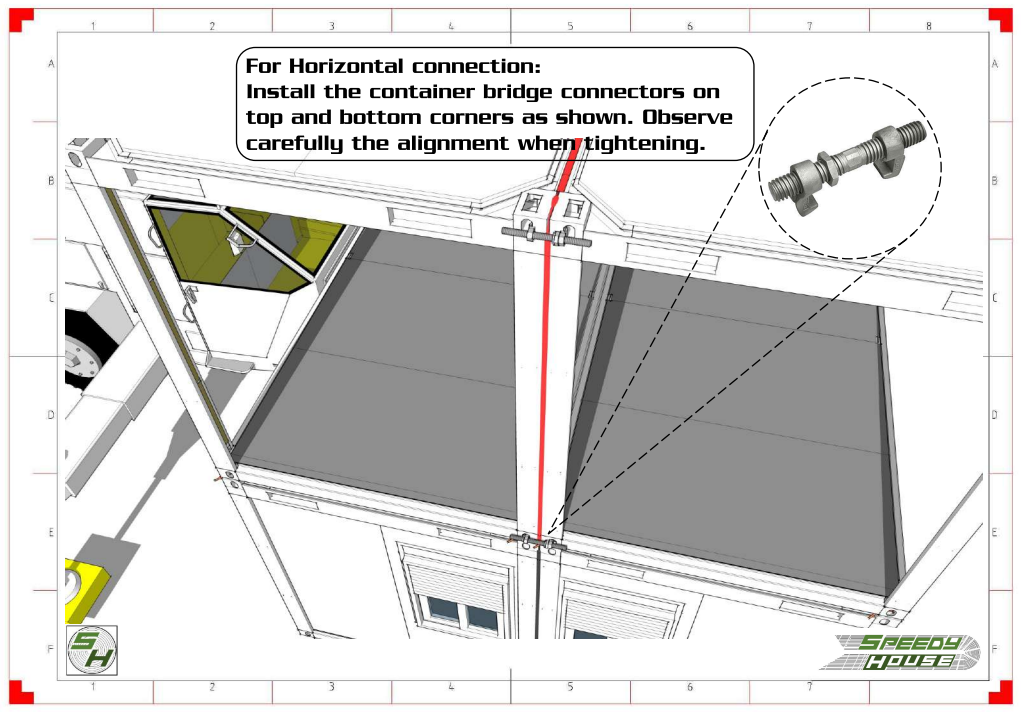 1 2 3 4 5 6 7 8
A A
For Horizontal connection:
Install the container bridge connectors on
top and bottom corners as shown. Observe
carefully the alignment when tightening.
B B
C C
D D
E E
F F
SH
SPEEDY
HOUSE
1 2 3 4 5 6 7 8